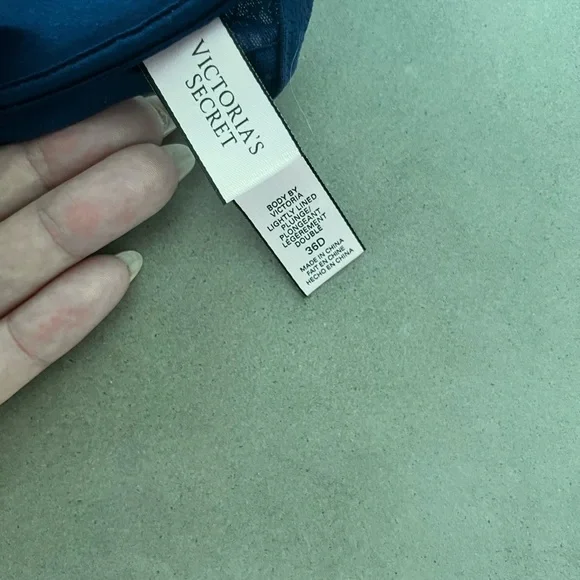 VICTORIA'S
SECRET
BODY BY
VICTORIA
LIGHTLY LINED
PLUNGE/
PLONGEANT
LÉGÈREMENT
DOUBLÉ
36D
MADE IN CHINA
FAIT EN CHINE
HECHO EN CHINA